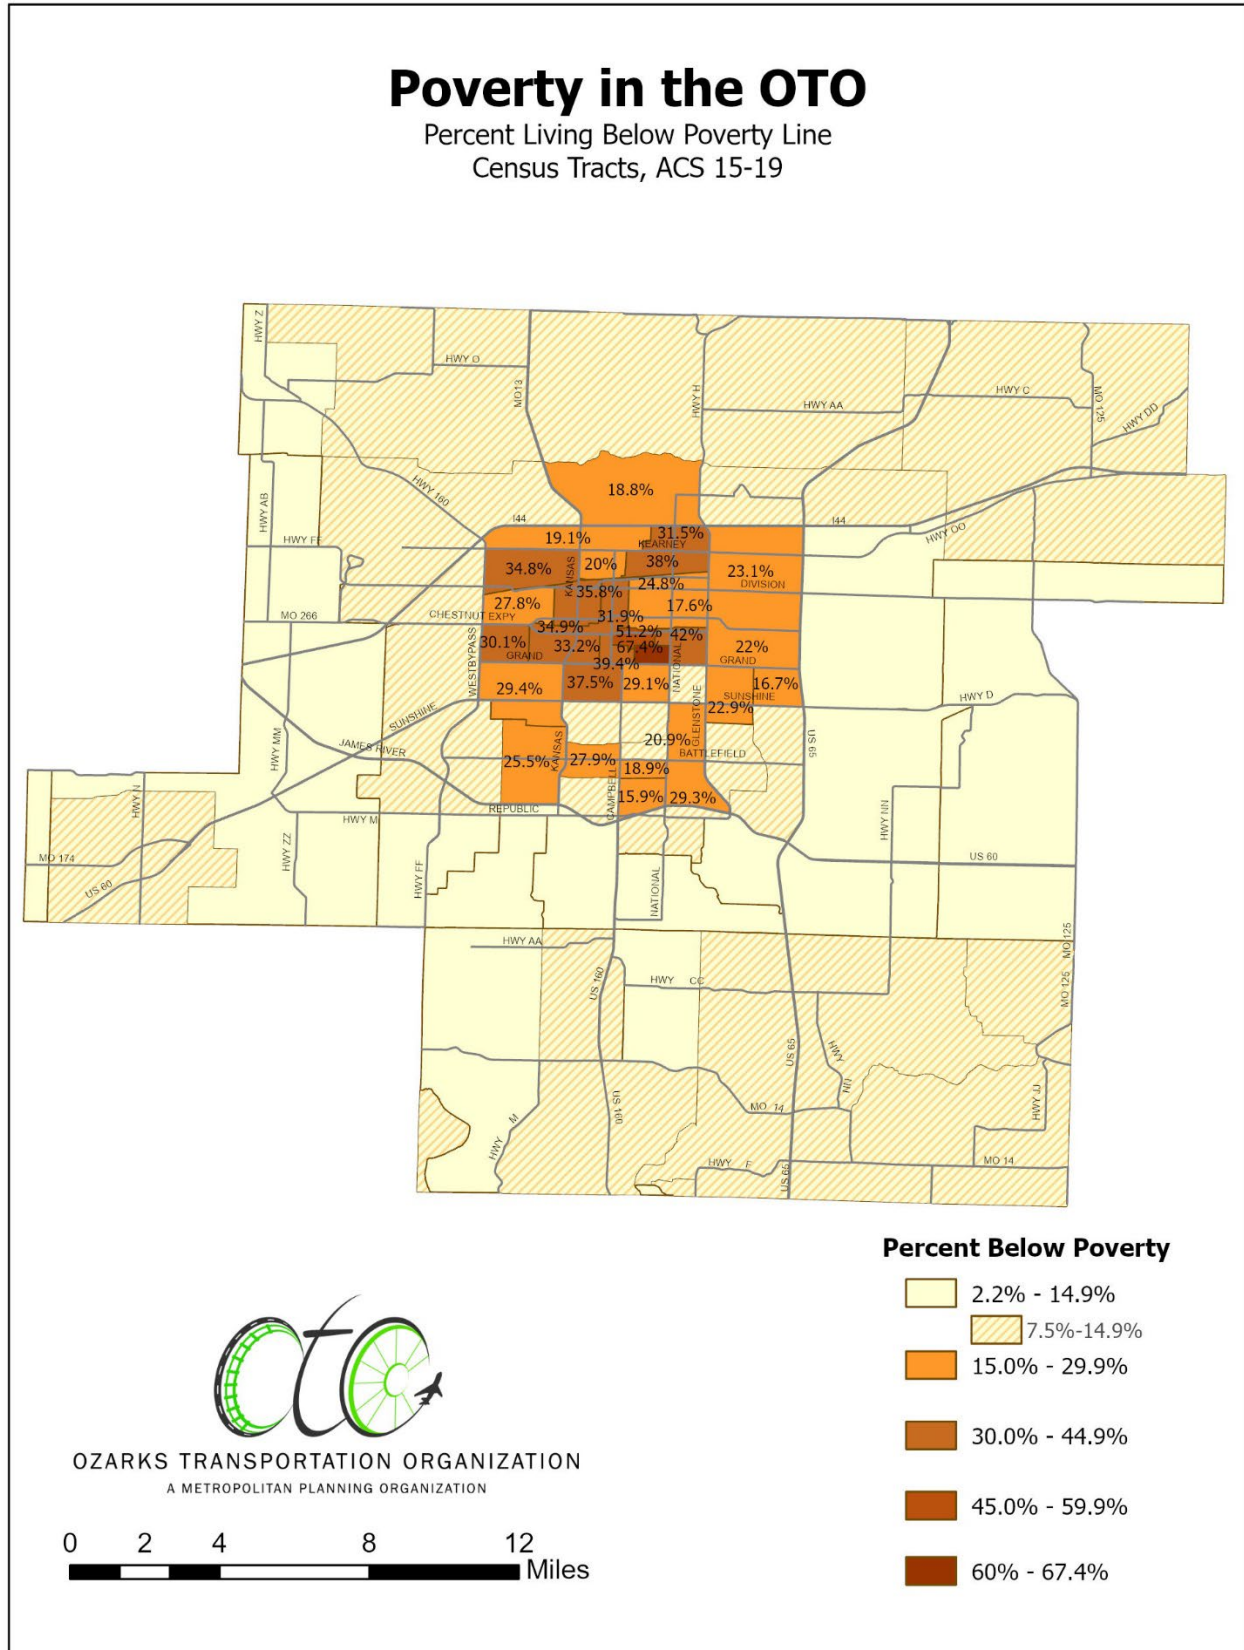 Poverty in the OTO
Percent Living Below Poverty Line
Census Tracts, ACS 15-19
HWY Z
HWY O
MO13
HWY H
HWY AA
HWY C
MO 125
HWY DD
HWY AB
HWY 160
18.8%
I44
I44
HWY OO
HWY FF
19.1%
31.5%
KEARNEY
34.8%
KANSAS
20%
38%
23.1%
24.8%
DIVISION
35.8%
27.8%
17.6%
CHESTNUT EXPY
MO 266
31.9%
34.9%
51.2%
42%
30.1%
33.2%
67.4%
22%
GRAND
GRAND
39.4%
WESTBYPASS
NATIONAL
29.4%
37.5%
29.1%
16.7%
SUNSHINE
22.9%
HWY D
GLENSTONE
SUNSHINE
HWY MM
JAMES RIVER
KANSAS
20.9%
BATTLEFIELD
US 65
25.5%
27.9%
18.9%
CAMPBELL
15.9%
29.3%
HWY N
REPUBLIC
HWY M
HWY NN
HWY ZZ
MO 174
US 60
HWY FF
US 60
NATIONAL
HWY AA
MO 125
US 160
HWY CC
MO 125
US 65
HWY NN
US 160
HWY M
MO 14
HWY JJ
HWY F
US 65
MO 14
Percent Below Poverty
2.2% - 14.9%
7.5%-14.9%
15.0% - 29.9%
30.0% - 44.9%
45.0% - 59.9%
60% - 67.4%
OTO
OZARKS TRANSPORTATION ORGANIZATION
A METROPOLITAN PLANNING ORGANIZATION
0 2 4 8 12
Miles